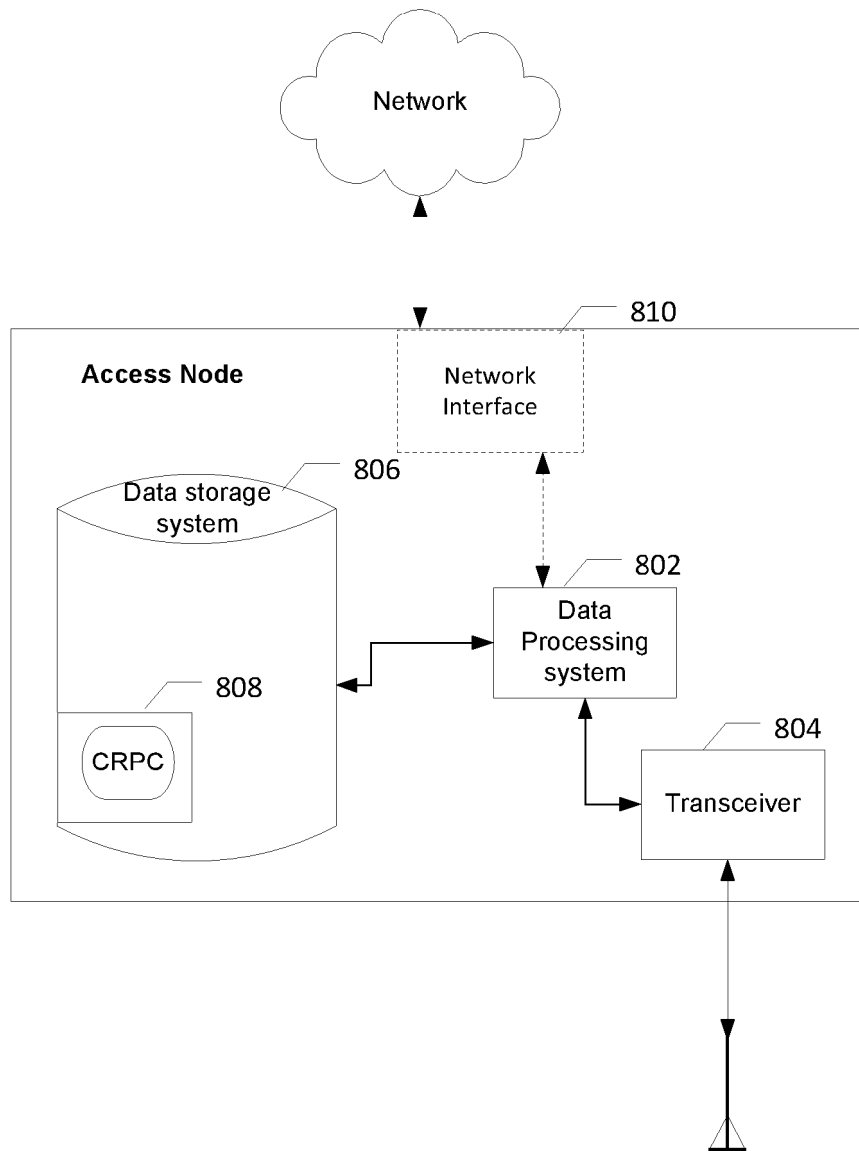 Network
810
Access Node
Network
Interface
806
Data storage
system
802
Data
Processing
system
808
CRPC
804
Transceiver